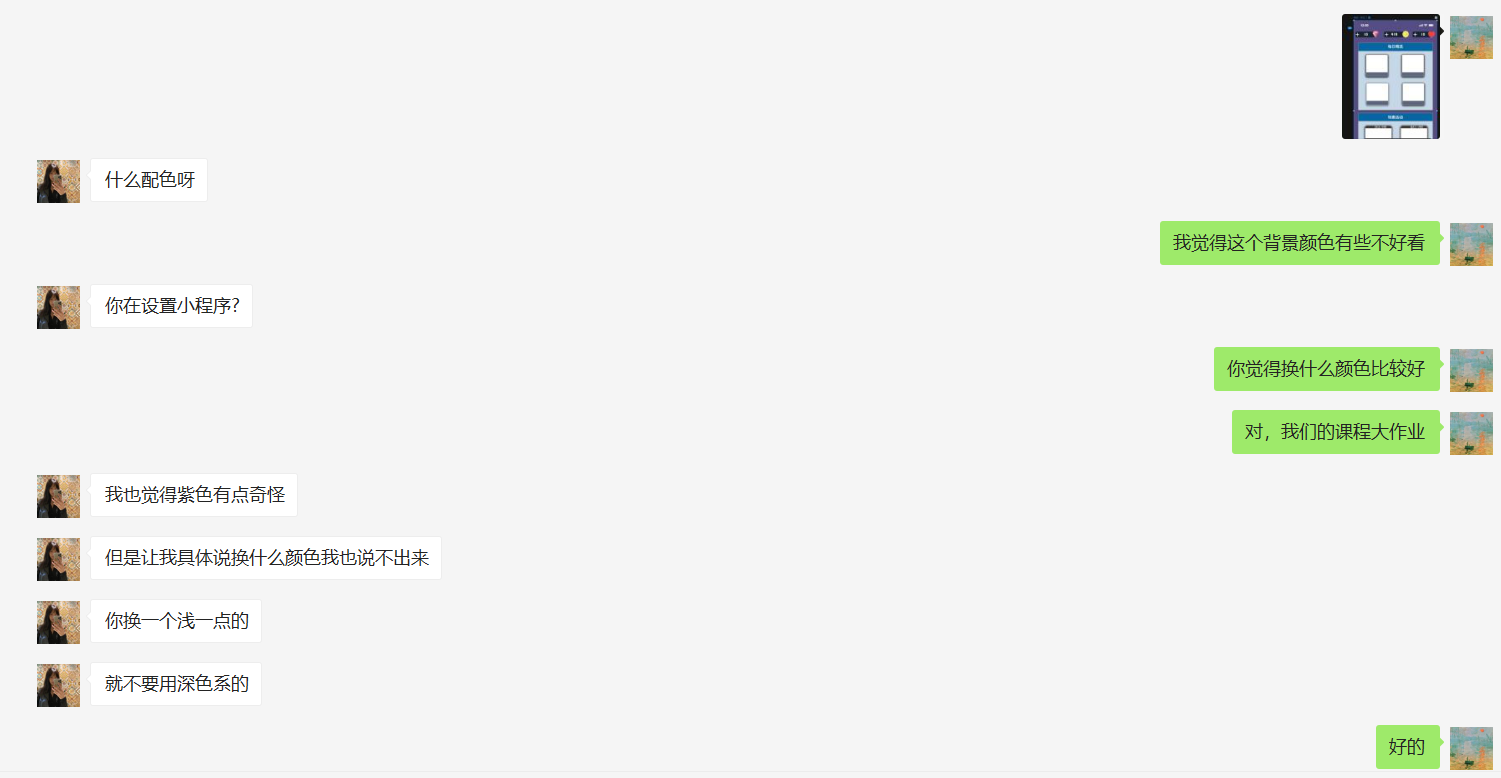 什么配色呀
我觉得这个背景颜色有些不好看
你在设置小程序?
你觉得换什么颜色比较好
对，我们的课程大作业
我也觉得紫色有点奇怪
但是让我具体说换什么颜色我也说不出来
你换一个浅一点的
就不要用深色系的
好的